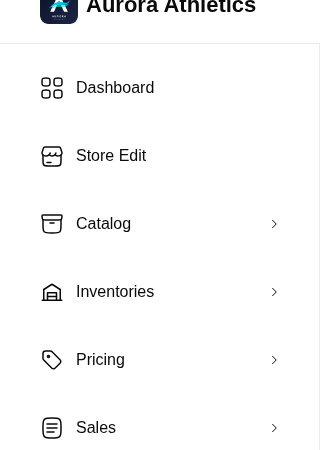 Aurora Athletics
Dashboard
Store Edit
Catalog
Inventories
Pricing
Sales